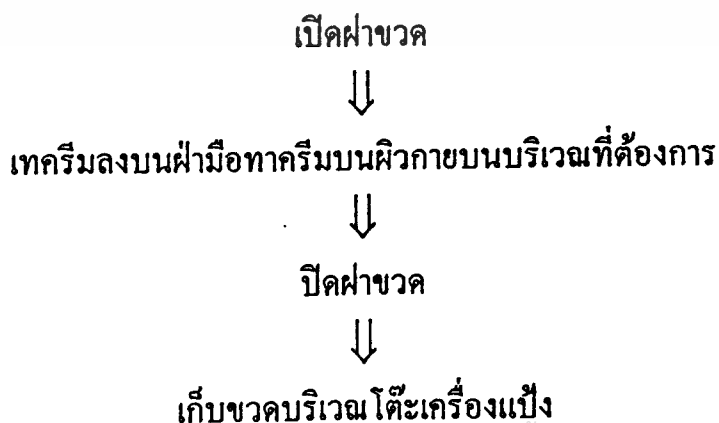 เปิดฝาขวด
⇓
เทครีมลงบนฝ่ามือทาครีมบนผิวกายบนบริเวณที่ต้องการ
⇓
ปิดฝาขวด
⇓
เก็บขวดบริเวณโต๊ะเครื่องแป้ง